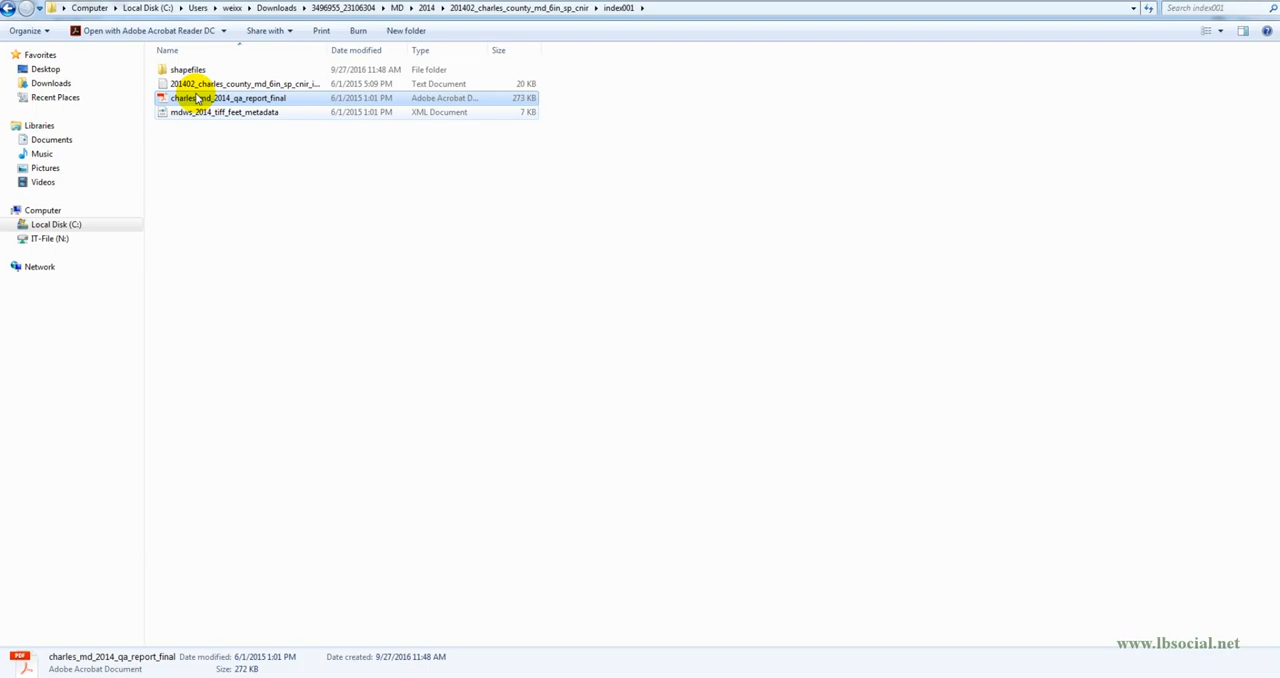 Computer Local Disk (C:) Users weixx Downloads 3496955_23106304 MD 2014 201402_charles_county_md_6in_sp_cnir index001 Search index001
Organize Open with Adobe Acrobat Reader DC Share with Print Burn New folder
Name Date modified Type Size
Favorites
Desktop
Downloads
Recent Places
Libraries
Documents
Music
Pictures
Videos
Computer
Local Disk (C:)
IT-File (N:)
Network
shapefiles 9/27/2016 11:48 AM File folder
201402_charles_county_md_6in_sp_cnir_i... 6/1/2015 5:09 PM Text Document 20 KB
charles_md_2014_qa_report_final 6/1/2015 1:01 PM Adobe Acrobat D... 273 KB
mdws_2014_tiff_feet_metadata 6/1/2015 1:01 PM XML Document 7 KB
www.lbsocial.net
PDF
charles_md_2014_qa_report_final Date modified: 6/1/2015 1:01 PM Date created: 9/27/2016 11:48 AM
Adobe Acrobat Document Size: 272 KB